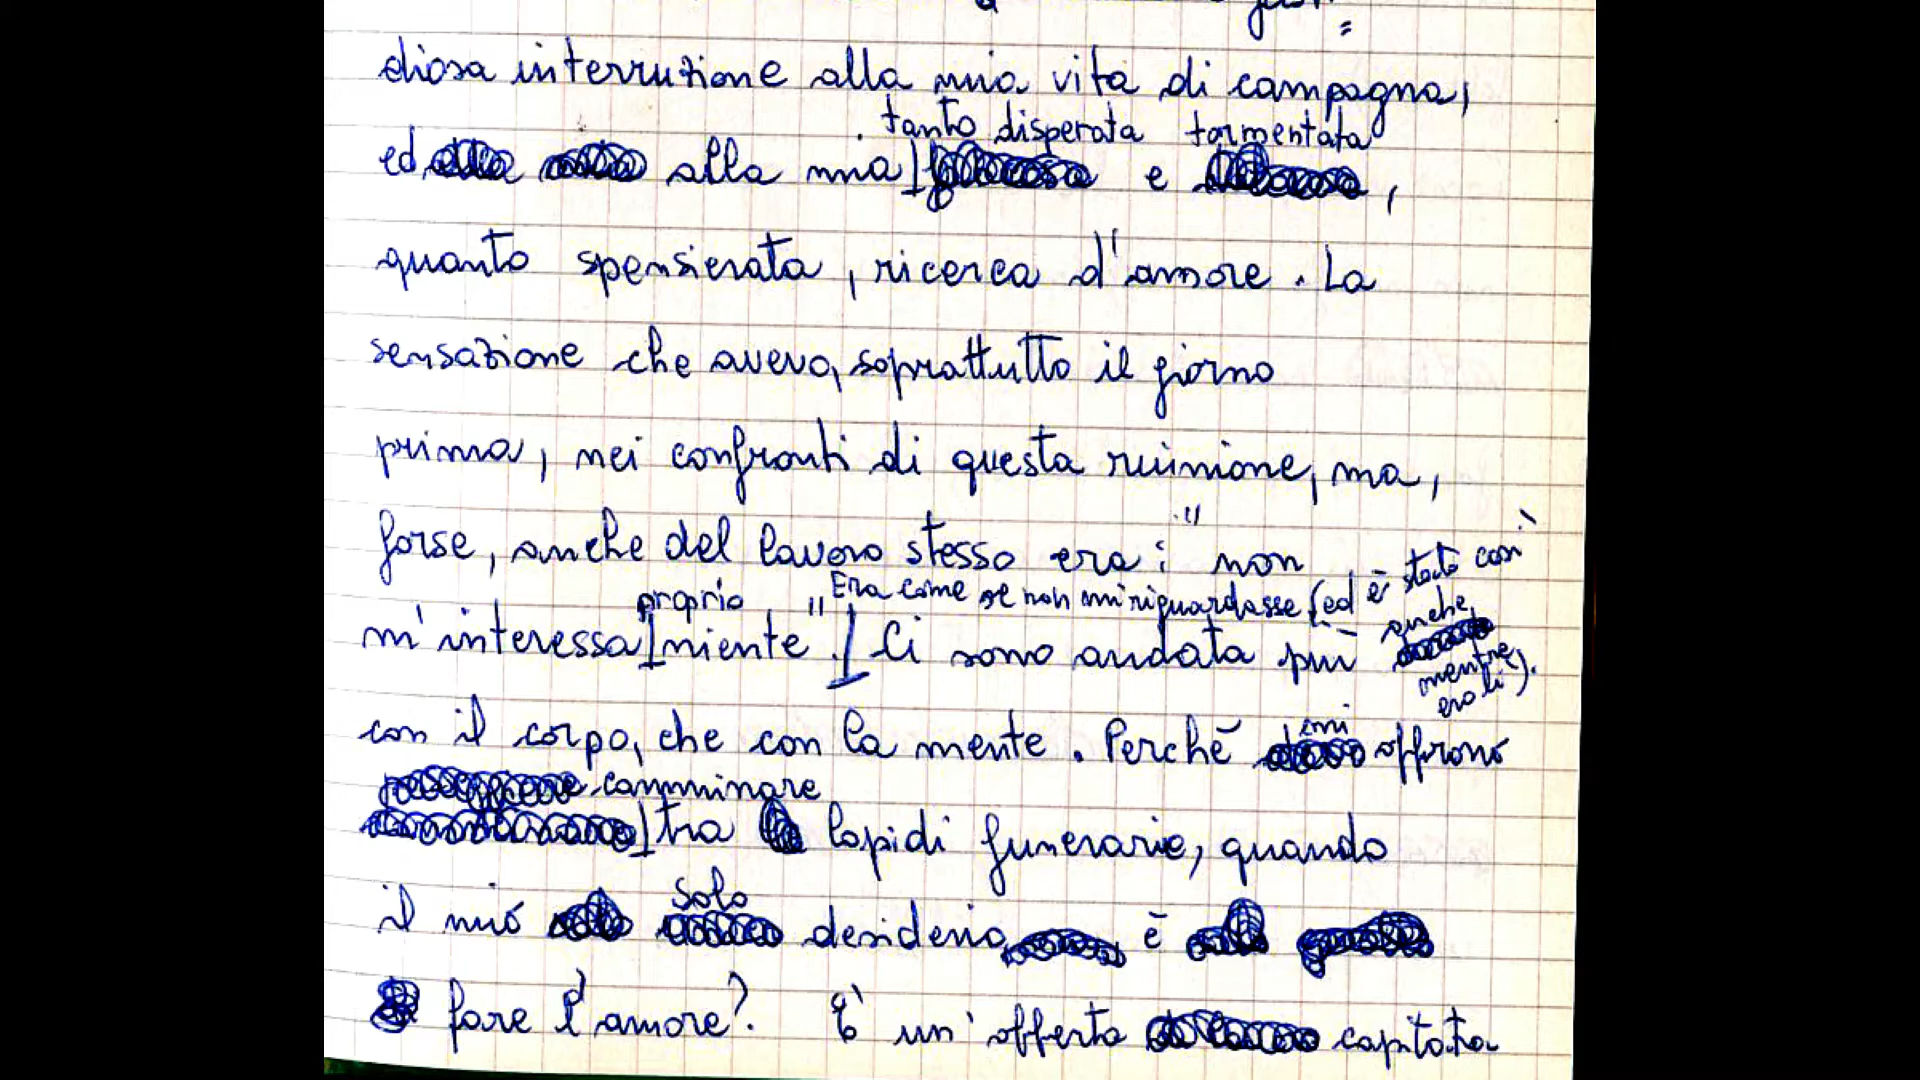 diosa interruzione alla mia vita di campagna,
tanto disperata tormentata
ed alla mia e ,
quanto spensierata, ricerca d'amore. La
sensazione che avevo, soprattutto il giorno
prima, nei confronti di questa riunione, ma,
forse, anche del lavoro stesso era: "non
proprio Era come se non mi riguardasse (ed è stato così
anche
m'interessa niente". Ci sono andata più
mentre
ero lì).
con il corpo, che con la mente. Perché mi offrono
camminare
tra lapidi funerarie, quando
solo
il mio desiderio è
fare l'amore? È un'offerta capitata